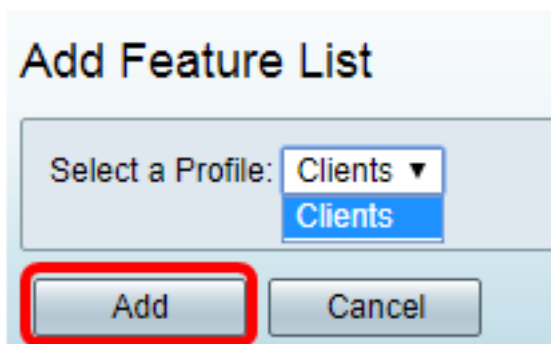 Add Feature List
Select a Profile: Clients ▼
Clients
Add Cancel